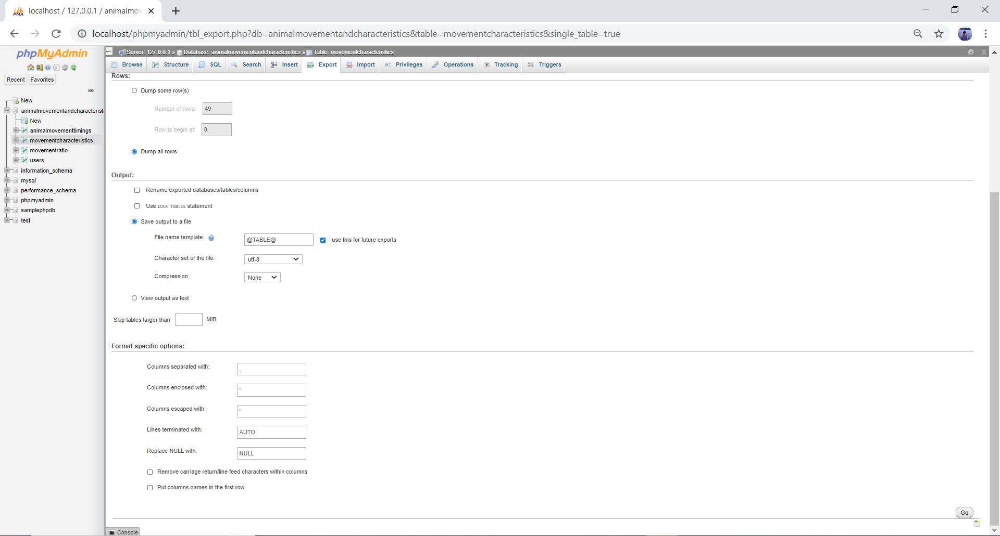 localhost / 127.0.0.1 / animalmov
localhost/phpmyadmin/tbl_export.php?db=animalmovementandcharacteristics&table=movementcharacteristics&single_table=true
phpMyAdmin
Recent Favorites
New
animalmovementandcharacteristi
New
animalmovementtimings
movementcharacteristics
movementratio
users
information_schema
mysql
performance_schema
phpmyadmin
samplephpdb
test
Server: 127.0.0.1 » Database: animalmovementandcharacteristics » Table: movementcharacteristics
Browse Structure SQL Search Insert Export Import Privileges Operations Tracking Triggers
Rows:
Dump some row(s)
Number of rows: 49
Row to begin at: 0
Dump all rows
Output:
Rename exported databases/tables/columns
Use LOCK TABLES statement
Save output to a file
File name template: @TABLE@ use this for future exports
Character set of the file: utf-8
Compression: None
View output as text
Skip tables larger than MiB
Format-specific options:
Columns separated with: ,
Columns enclosed with: "
Columns escaped with: "
Lines terminated with: AUTO
Replace NULL with: NULL
Remove carriage return/line feed characters within columns
Put columns names in the first row
Go
Console